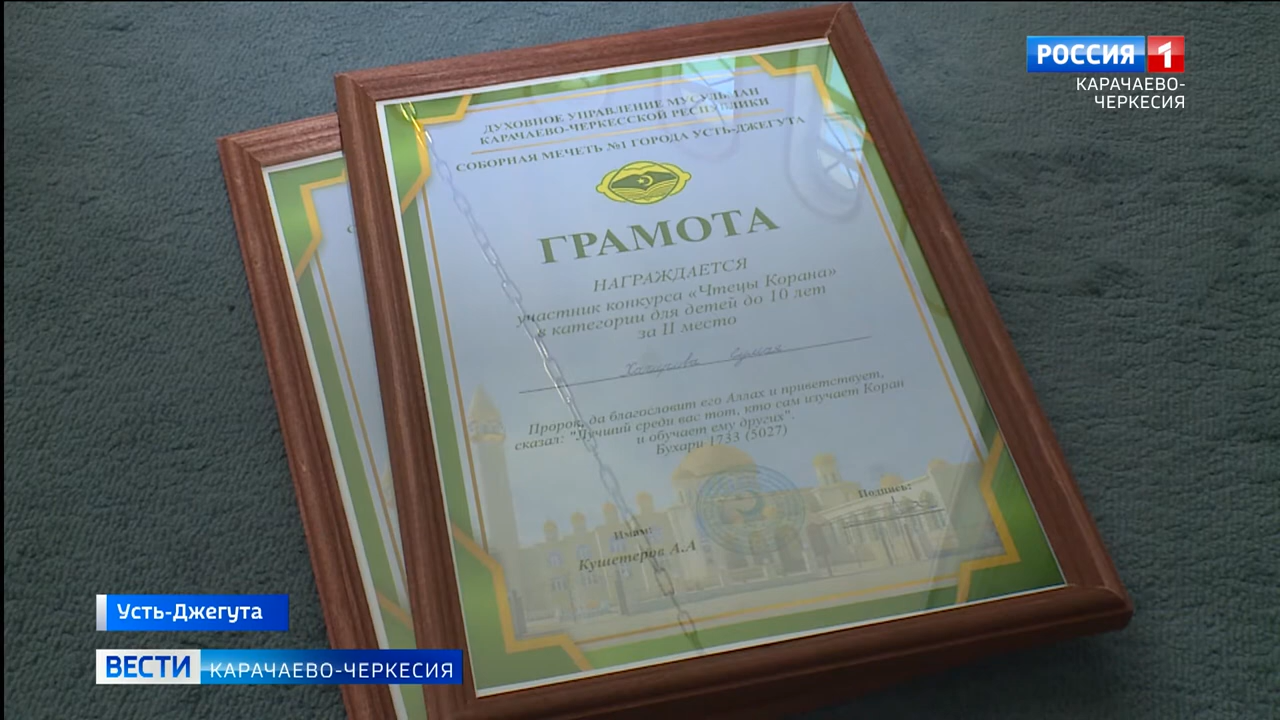 РОССИЯ 1
КАРАЧАЕВО-
ЧЕРКЕСИЯ
ДУХОВНОЕ УПРАВЛЕНИЕ МУСУЛЬМАН
КАРАЧАЕВО-ЧЕРКЕССКОЙ РЕСПУБЛИКИ
СОБОРНАЯ МЕЧЕТЬ №1 ГОРОДА УСТЬ-ДЖЕГУТА
ГРАМОТА
НАГРАЖДАЕТСЯ
участник конкурса «Чтецы Корана»
в категории для детей до 10 лет
за II место
Пророк, да благословит его Аллах и приветствует,
сказал: "Лучший среди вас тот, кто сам изучает Коран
и обучает ему других".
Бухари 1733 (5027)
Подпись:
Имам:
Кушетеров А.А
Усть-Джегута
ВЕСТИ КАРАЧАЕВО-ЧЕРКЕСИЯ